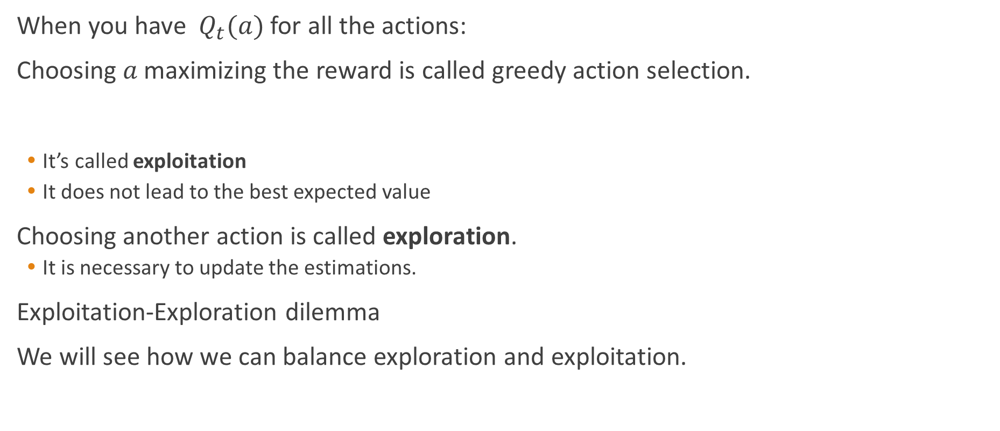 When you have Qₜ(a) for all the actions:
Choosing a maximizing the reward is called greedy action selection.
• It’s called exploitation
• It does not lead to the best expected value
Choosing another action is called exploration.
• It is necessary to update the estimations.
Exploitation-Exploration dilemma
We will see how we can balance exploration and exploitation.